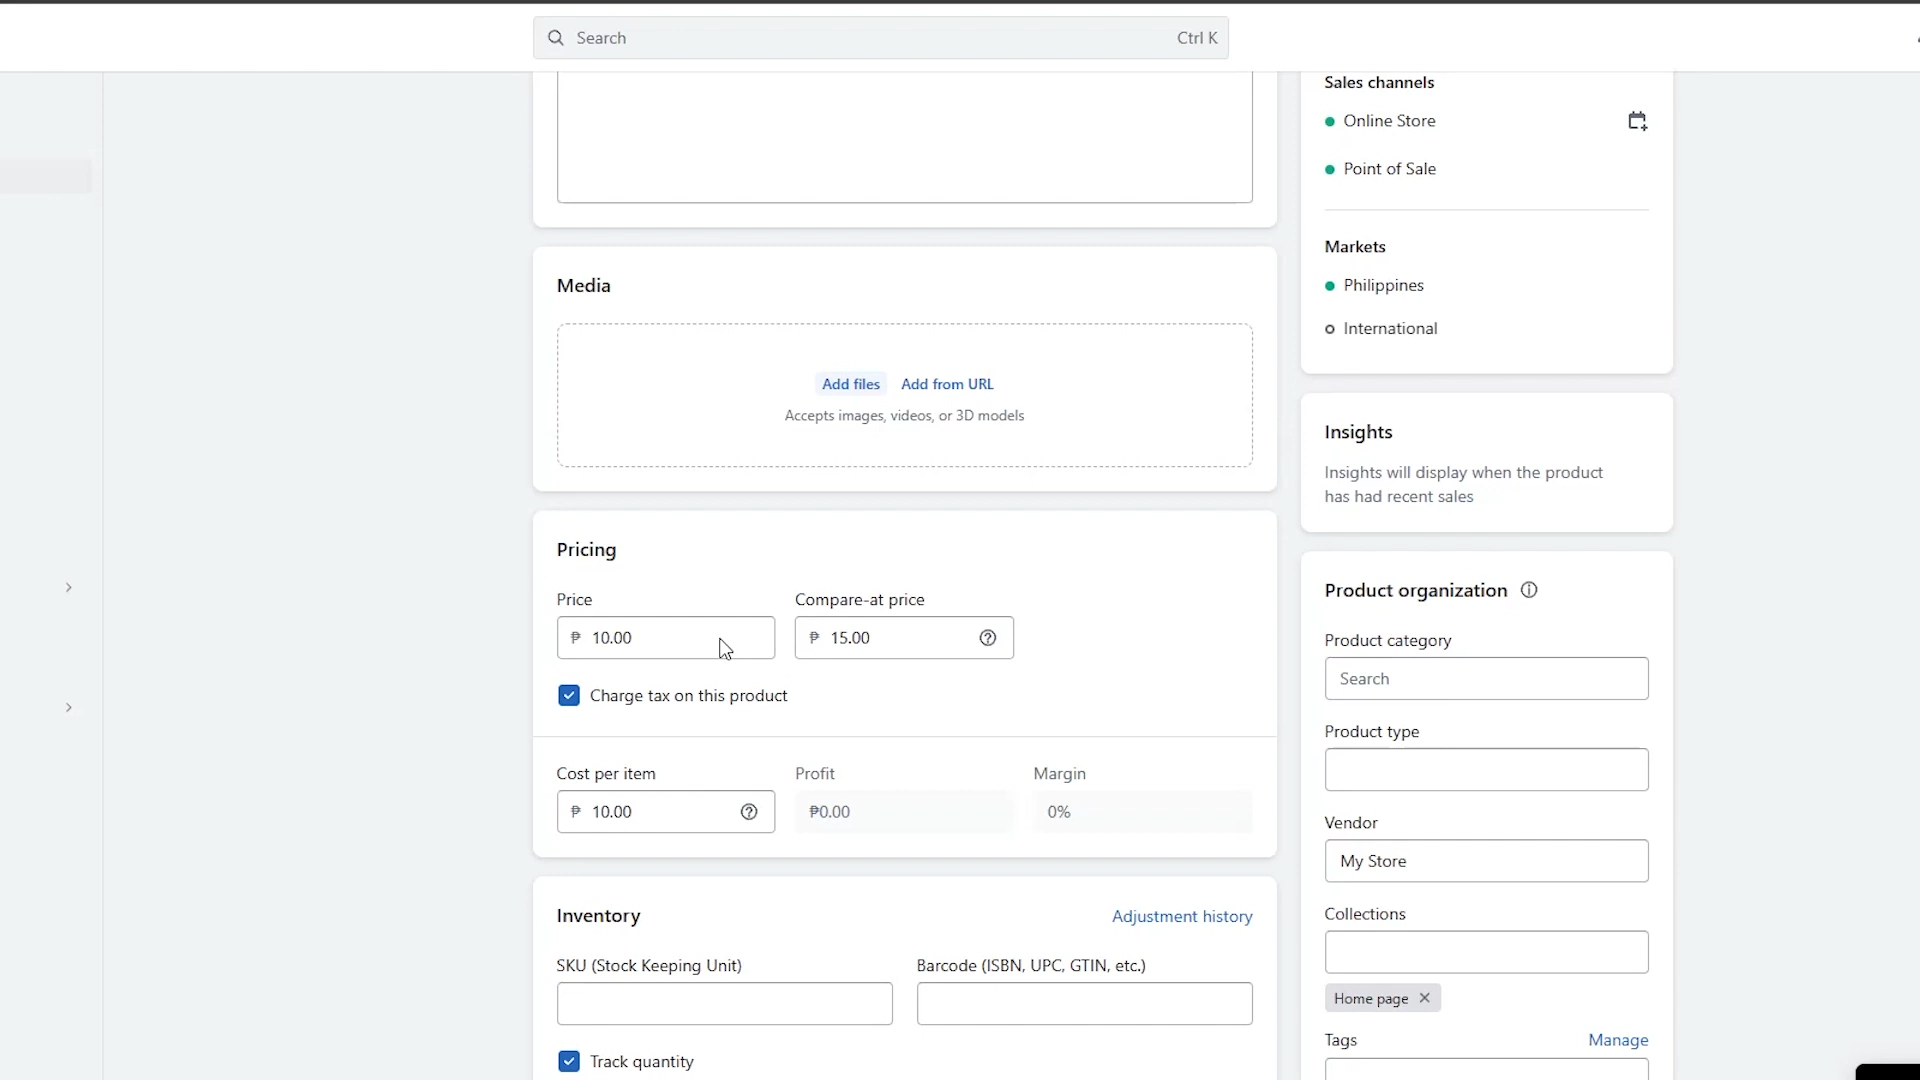 Search
Ctrl K
Sales channels
Online Store
Point of Sale
Markets
Philippines
International
Media
Add files
Add from URL
Accepts images, videos, or 3D models
Insights
Insights will display when the product
has had recent sales
Pricing
Price
Compare-at price
₱ 10.00
₱ 15.00
Charge tax on this product
Cost per item
Profit
Margin
₱ 10.00
₱0.00
0%
Product organization
Product category
Search
Product type
Vendor
My Store
Collections
Home page
Tags
Manage
Inventory
Adjustment history
SKU (Stock Keeping Unit)
Barcode (ISBN, UPC, GTIN, etc.)
Track quantity